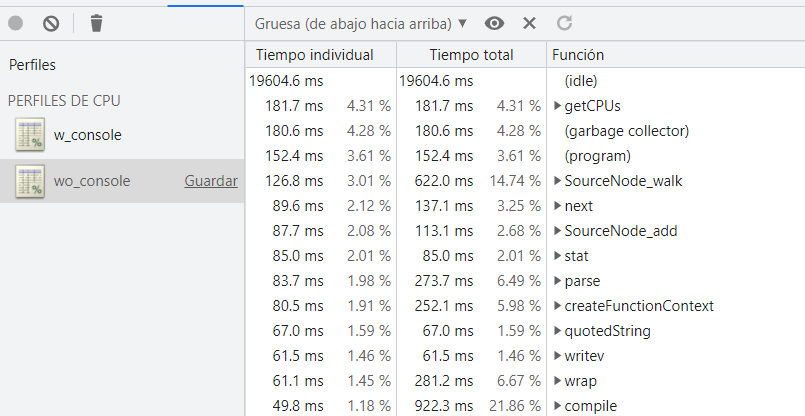 Gruesa (de abajo hacia arriba) ▼
Perfiles
PERFILES DE CPU
w_console
wo_console Guardar
Tiempo individual Tiempo total Función
19604.6 ms 19604.6 ms (idle)
181.7 ms 4.31 % 181.7 ms 4.31 % getCPUs
180.6 ms 4.28 % 180.6 ms 4.28 % (garbage collector)
152.4 ms 3.61 % 152.4 ms 3.61 % (program)
126.8 ms 3.01 % 622.0 ms 14.74 % SourceNode_walk
89.6 ms 2.12 % 137.1 ms 3.25 % next
87.7 ms 2.08 % 113.1 ms 2.68 % SourceNode_add
85.0 ms 2.01 % 85.0 ms 2.01 % stat
83.7 ms 1.98 % 273.7 ms 6.49 % parse
80.5 ms 1.91 % 252.1 ms 5.98 % createFunctionContext
67.0 ms 1.59 % 67.0 ms 1.59 % quotedString
61.5 ms 1.46 % 61.5 ms 1.46 % writev
61.1 ms 1.45 % 281.2 ms 6.67 % wrap
49.8 ms 1.18 % 922.3 ms 21.86 % compile